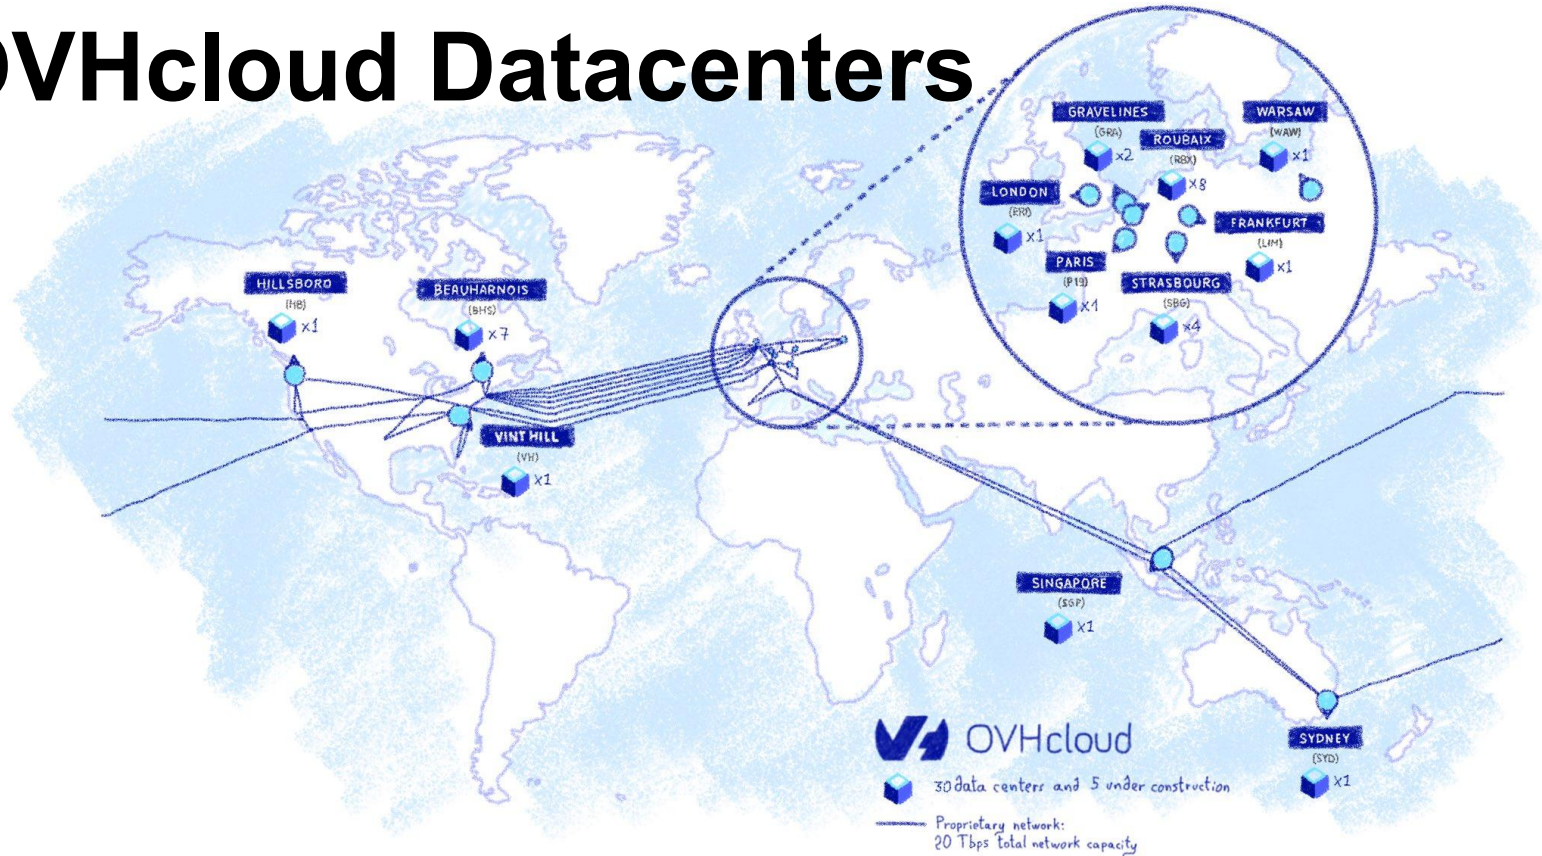 OVHcloud Datacenters
GRAVELINES
(GRA)
x2
ROUBAIX
(RBX)
x8
WARSAW
(WAW)
x1
LONDON
(ERI)
x1
FRANKFURT
(LIM)
x1
PARIS
(P19)
x1
STRASBOURG
(SBG)
x4
HILLSBORO
(HB)
x1
BEAUHARNOIS
(BHS)
x7
VINT HILL
(VH)
x1
SINGAPORE
(SGP)
x1
SYDNEY
(SYD)
x1
OVHcloud
30 data centers and 5 under construction
Proprietary network:
20 Tbps total network capacity